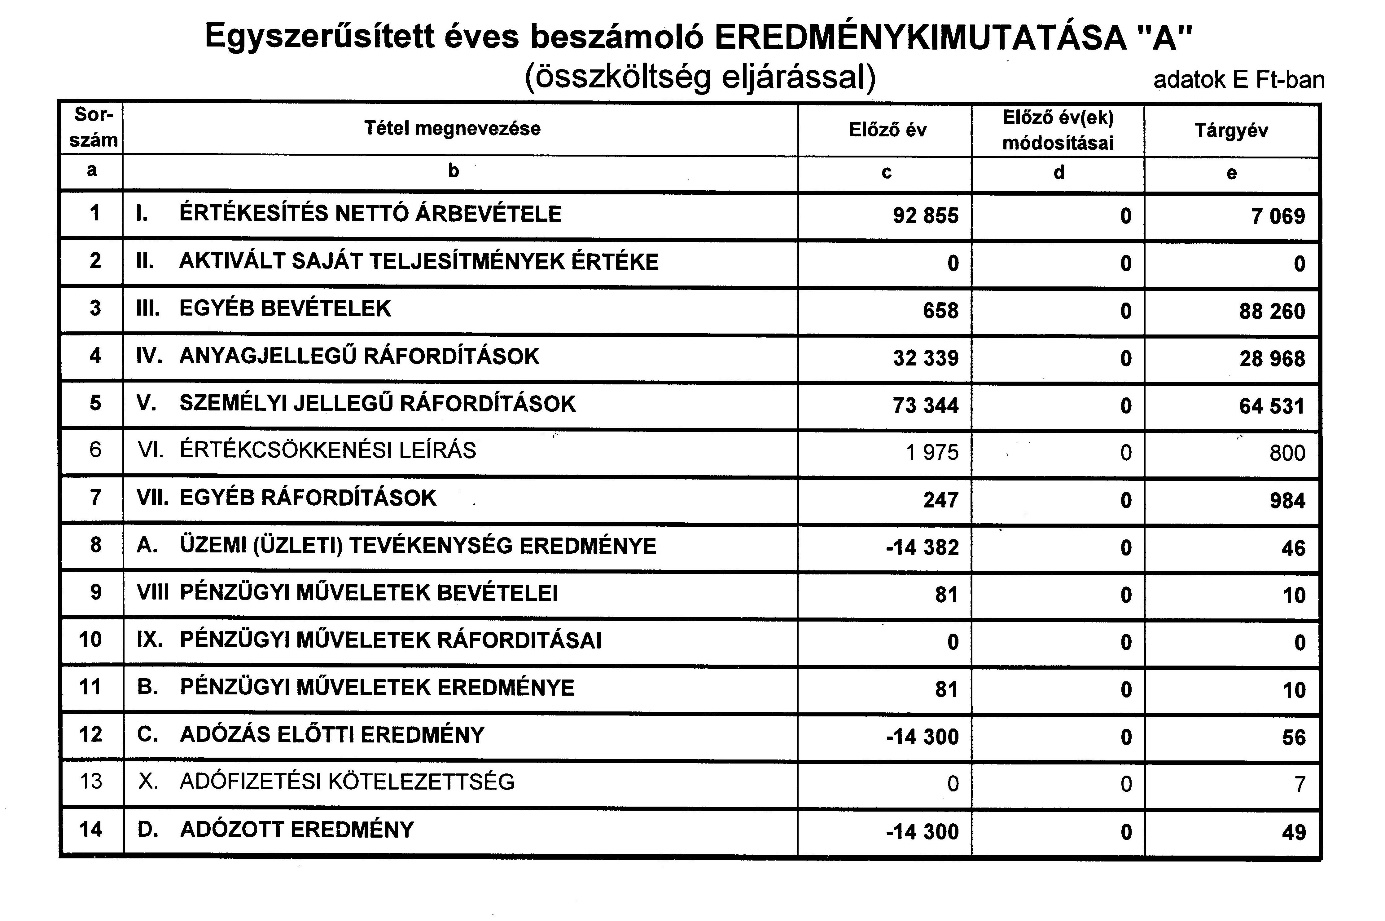 Egyszerűsített éves beszámoló EREDMÉNYKIMUTATÁSA "A"
(összköltség eljárással) adatok E Ft-ban
Sor-szám Tétel megnevezése Előző év Előző év(ek) módosításai Tárgyév
a b c d e
1 I. ÉRTÉKESÍTÉS NETTÓ ÁRBEVÉTELE 92 855 0 7 069
2 II. AKTIVÁLT SAJÁT TELJESÍTMÉNYEK ÉRTÉKE 0 0 0
3 III. EGYÉB BEVÉTELEK 658 0 88 260
4 IV. ANYAGJELLEGŰ RÁFORDÍTÁSOK 32 339 0 28 968
5 V. SZEMÉLYI JELLEGŰ RÁFORDÍTÁSOK 73 344 0 64 531
6 VI. ÉRTÉKCSÖKKENÉSI LEÍRÁS 1 975 0 800
7 VII. EGYÉB RÁFORDÍTÁSOK 247 0 984
8 A. ÜZEMI (ÜZLETI) TEVÉKENYSÉG EREDMÉNYE -14 382 0 46
9 VIII PÉNZÜGYI MŰVELETEK BEVÉTELEI 81 0 10
10 IX. PÉNZÜGYI MŰVELETEK RÁFORDITÁSAI 0 0 0
11 B. PÉNZÜGYI MŰVELETEK EREDMÉNYE 81 0 10
12 C. ADÓZÁS ELŐTTI EREDMÉNY -14 300 0 56
13 X. ADÓFIZETÉSI KÖTELEZETTSÉG 0 0 7
14 D. ADÓZOTT EREDMÉNY -14 300 0 49